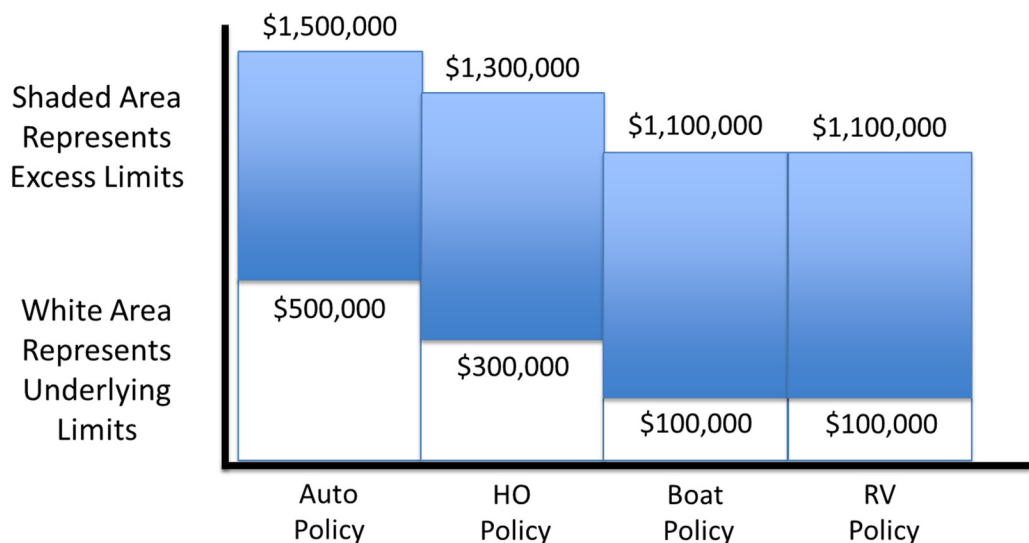 $1,500,000
$1,300,000
$1,100,000
$1,100,000
Shaded Area
Represents
Excess Limits
White Area
Represents
Underlying
Limits
$500,000
$300,000
$100,000
$100,000
Auto
Policy
HO
Policy
Boat
Policy
RV
Policy